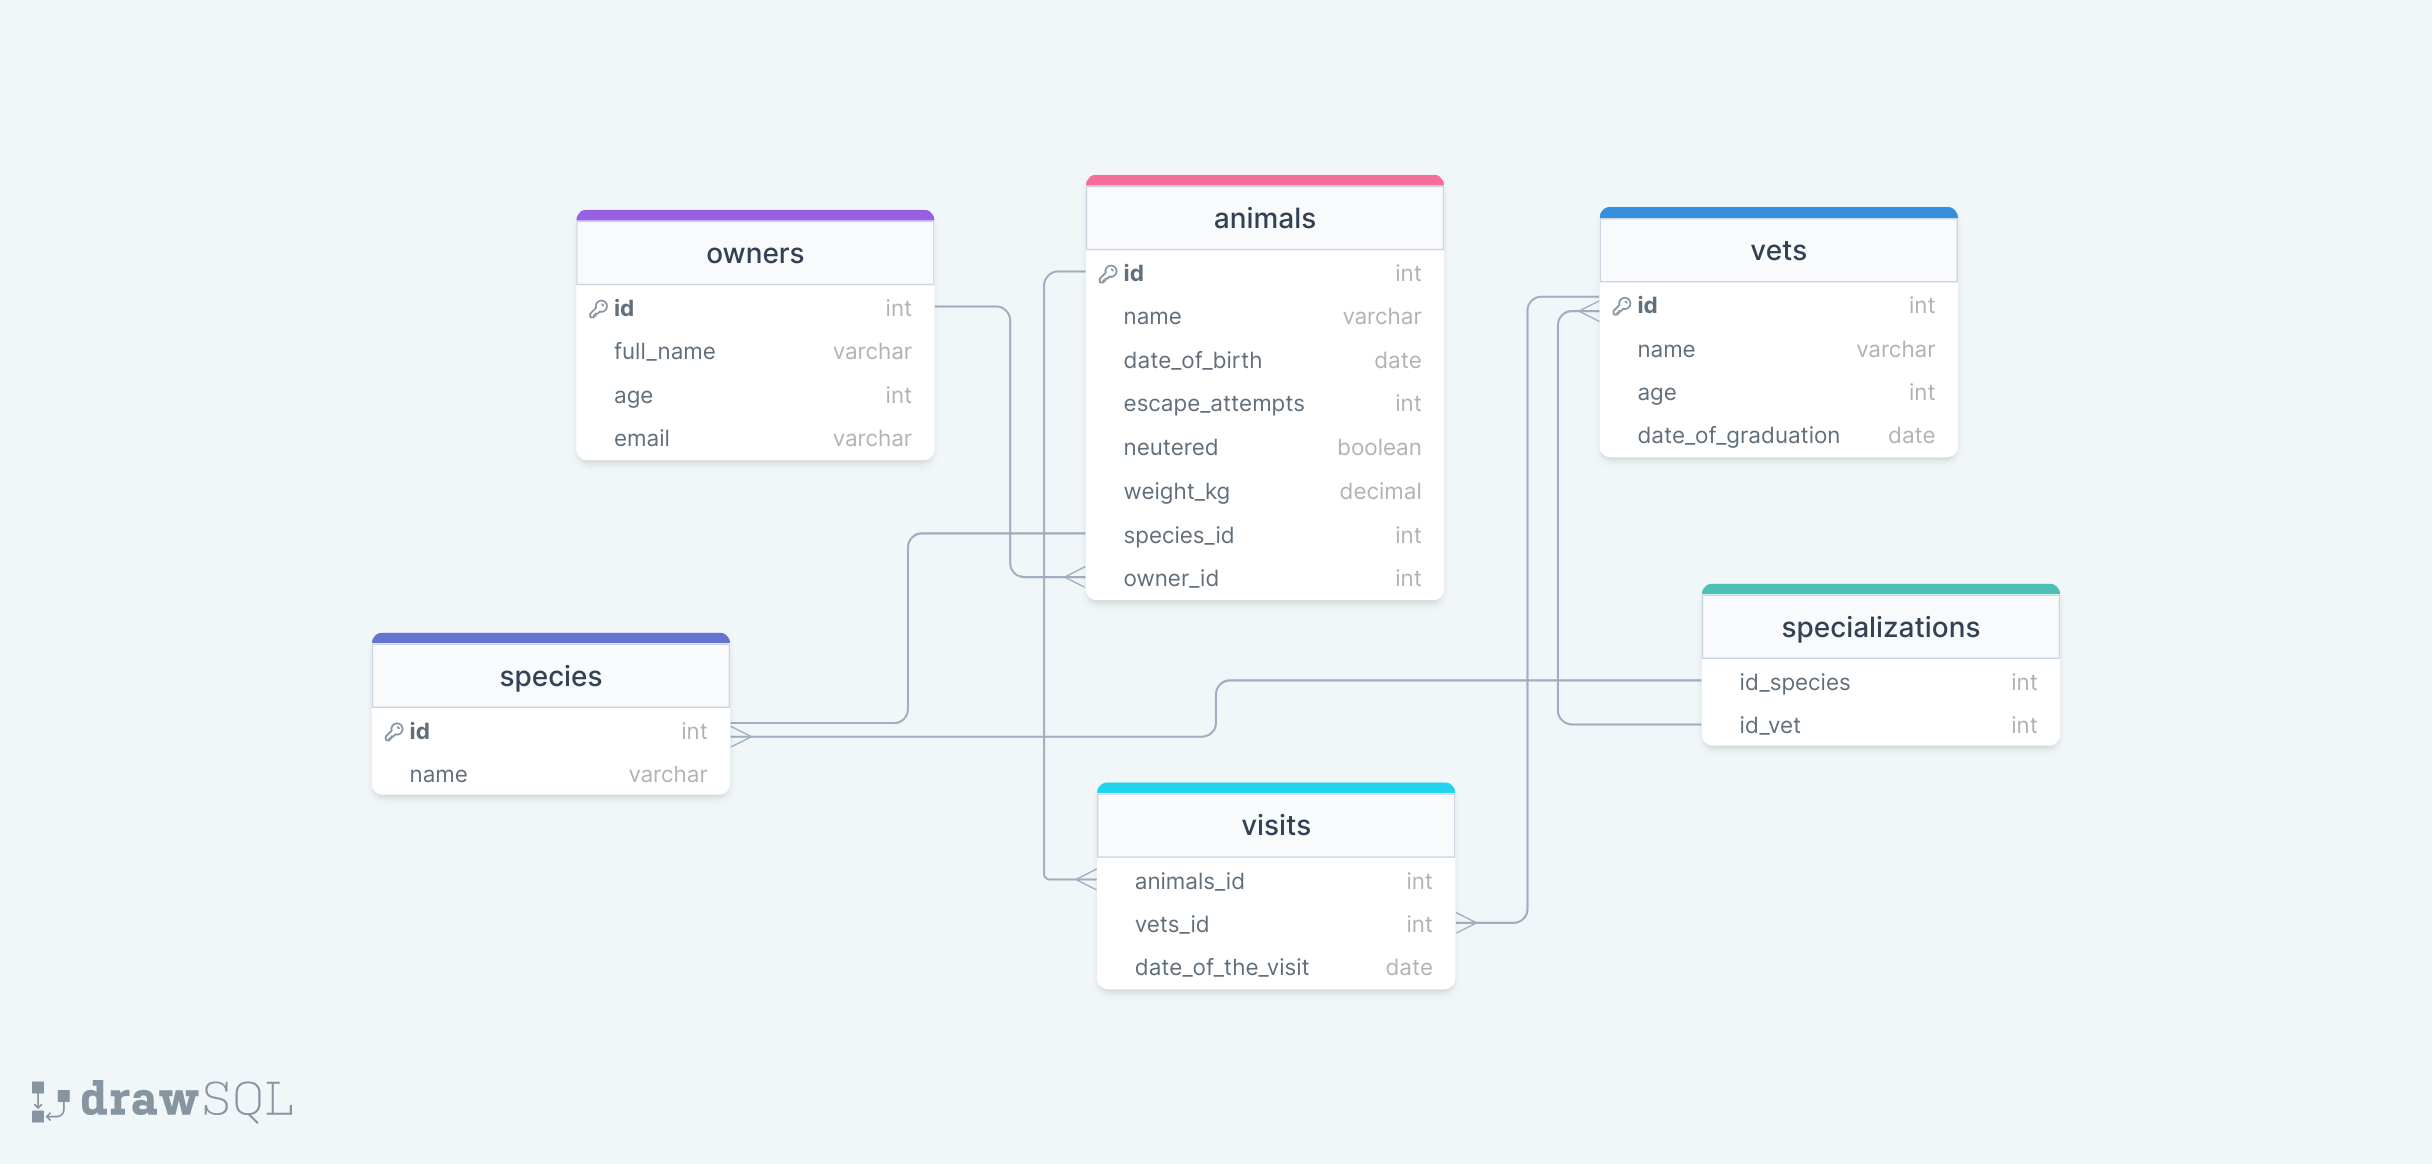 owners
id int
full_name varchar
age int
email varchar
animals
id int
name varchar
date_of_birth date
escape_attempts int
neutered boolean
weight_kg decimal
species_id int
owner_id int
vets
id int
name varchar
age int
date_of_graduation date
species
id int
name varchar
specializations
id_species int
id_vet int
visits
animals_id int
vets_id int
date_of_the_visit date
drawSQL